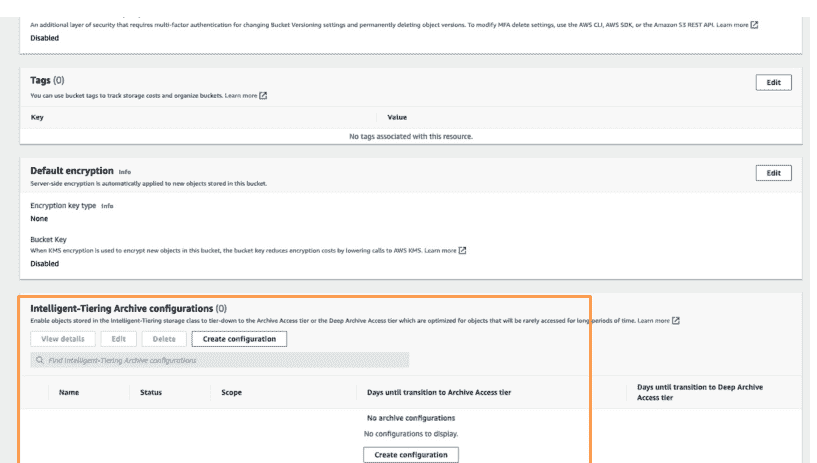 An additional layer of security that requires multi-factor authentication for changing Bucket Versioning settings and permanently deleting object versions. To modify MFA delete settings, use the AWS CLI, AWS SDK, or the Amazon S3 REST API. Learn more
Disabled
Tags (0)
Edit
You can use bucket tags to track storage costs and organize buckets. Learn more
Key Value
No tags associated with this resource.
Default encryption Info
Edit
Server-side encryption is automatically applied to new objects stored in this bucket.
Encryption key type Info
None
Bucket Key
When KMS encryption is used to encrypt new objects in this bucket, the bucket key reduces encryption costs by lowering calls to AWS KMS. Learn more
Disabled
Intelligent-Tiering Archive configurations (0)
Enable objects stored in the Intelligent-Tiering storage class to tier-down to the Archive Access tier or the Deep Archive Access tier which are optimized for objects that will be rarely accessed for long periods of time. Learn more
View details Edit Delete Create configuration
Find Intelligent-Tiering Archive configurations
Name Status Scope Days until transition to Archive Access tier Days until transition to Deep Archive
Access tier
No archive configurations
No configurations to display.
Create configuration